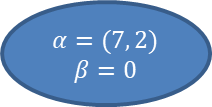 α = (7, 2)
β = 0